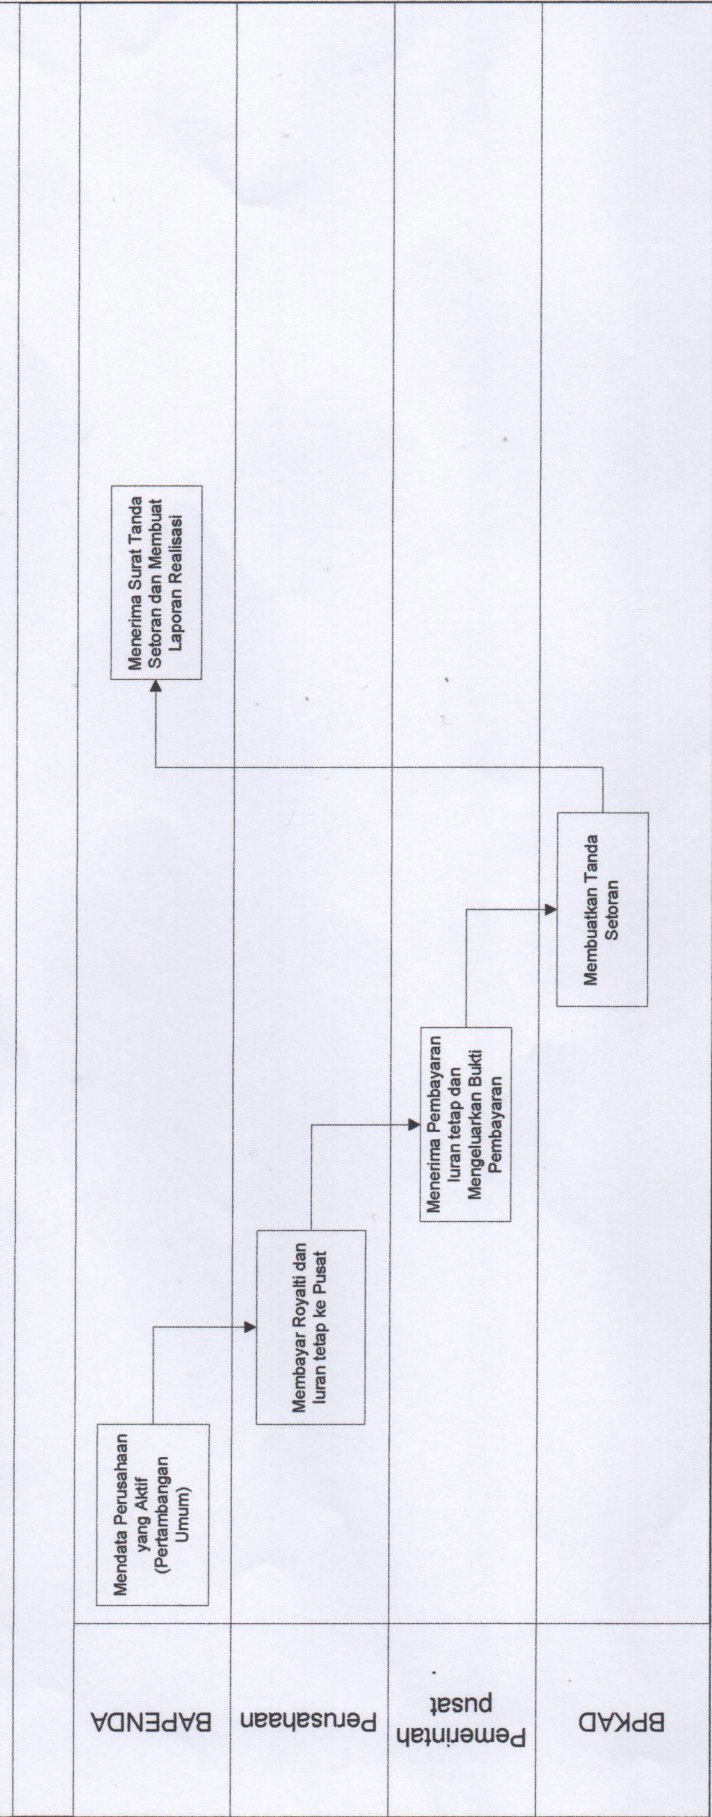 BAPENDA
Mendata Perusahaan
yang Aktif
(Pertambangan
Umum)
Menerima Surat Tanda
Setoran dan Membuat
Laporan Realisasi
Perusahaan
Membayar Royalti dan
Iuran tetap ke Pusat
Pemerintah
pusat
Menerima Pembayaran
Iuran tetap dan
Mengeluarkan Bukti
Pembayaran
BPKAD
Membuatkan Tanda
Setoran